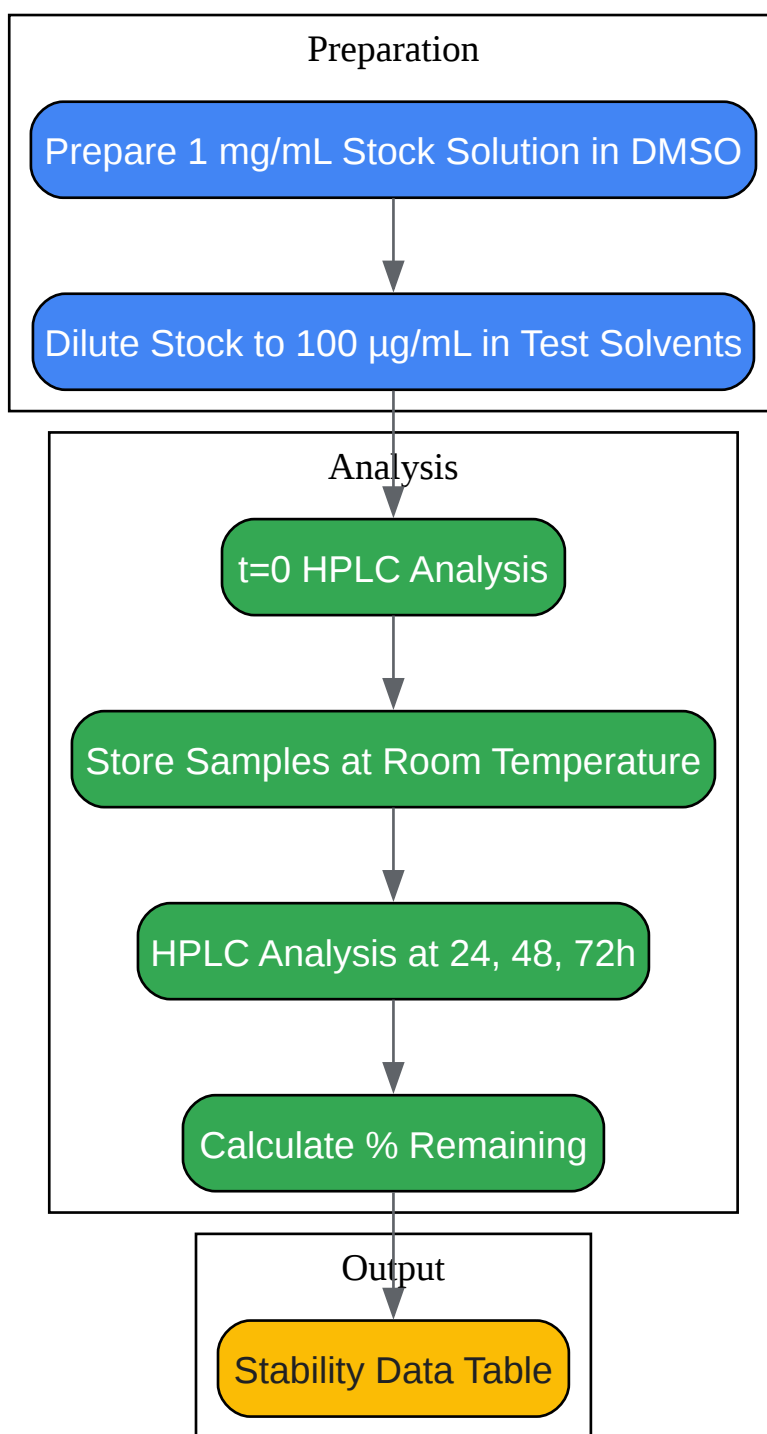 Preparation
Prepare 1 mg/mL Stock Solution in DMSO
Dilute Stock to 100 µg/mL in Test Solvents
Analysis
t=0 HPLC Analysis
Store Samples at Room Temperature
HPLC Analysis at 24, 48, 72h
Calculate % Remaining
Output
Stability Data Table